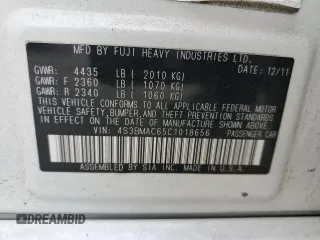 MFD BY FUJI HEAVY INDUSTRIES LTD.
DATE: 12/11
GVWR: 4435 LB ( 2010 KG)
GAWR: F 2360 LB ( 1070 KG)
GAWR: R 2340 LB ( 1060 KG)
THIS VEHICLE CONFORMS TO ALL APPLICABLE FEDERAL MOTOR
VEHICLE SAFETY, BUMPER, AND THEFT PREVENTION STANDARDS
IN EFFECT ON THE DATE OF MANUFACTURE SHOWN ABOVE.
VIN: 4S3BMAC65C1018656
PASSENGER CAR
ASSEMBLED BY SIA INC. MADE IN U.S.A.